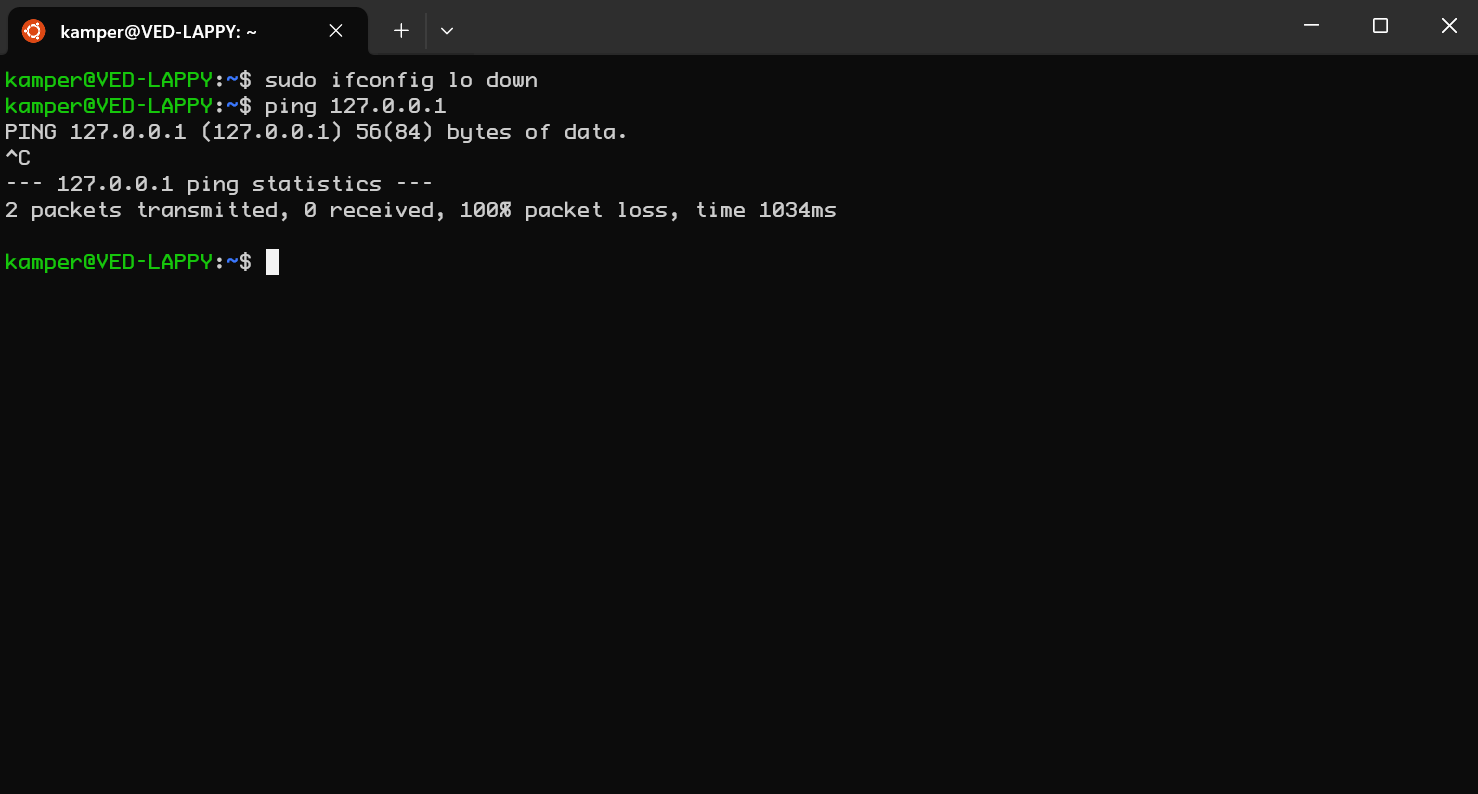 kamper@VED-LAPPY: ~
kamper@VED-LAPPY:~$ sudo ifconfig lo down
kamper@VED-LAPPY:~$ ping 127.0.0.1
PING 127.0.0.1 (127.0.0.1) 56(84) bytes of data.
^C
--- 127.0.0.1 ping statistics ---
2 packets transmitted, 0 received, 100% packet loss, time 1034ms
kamper@VED-LAPPY:~$